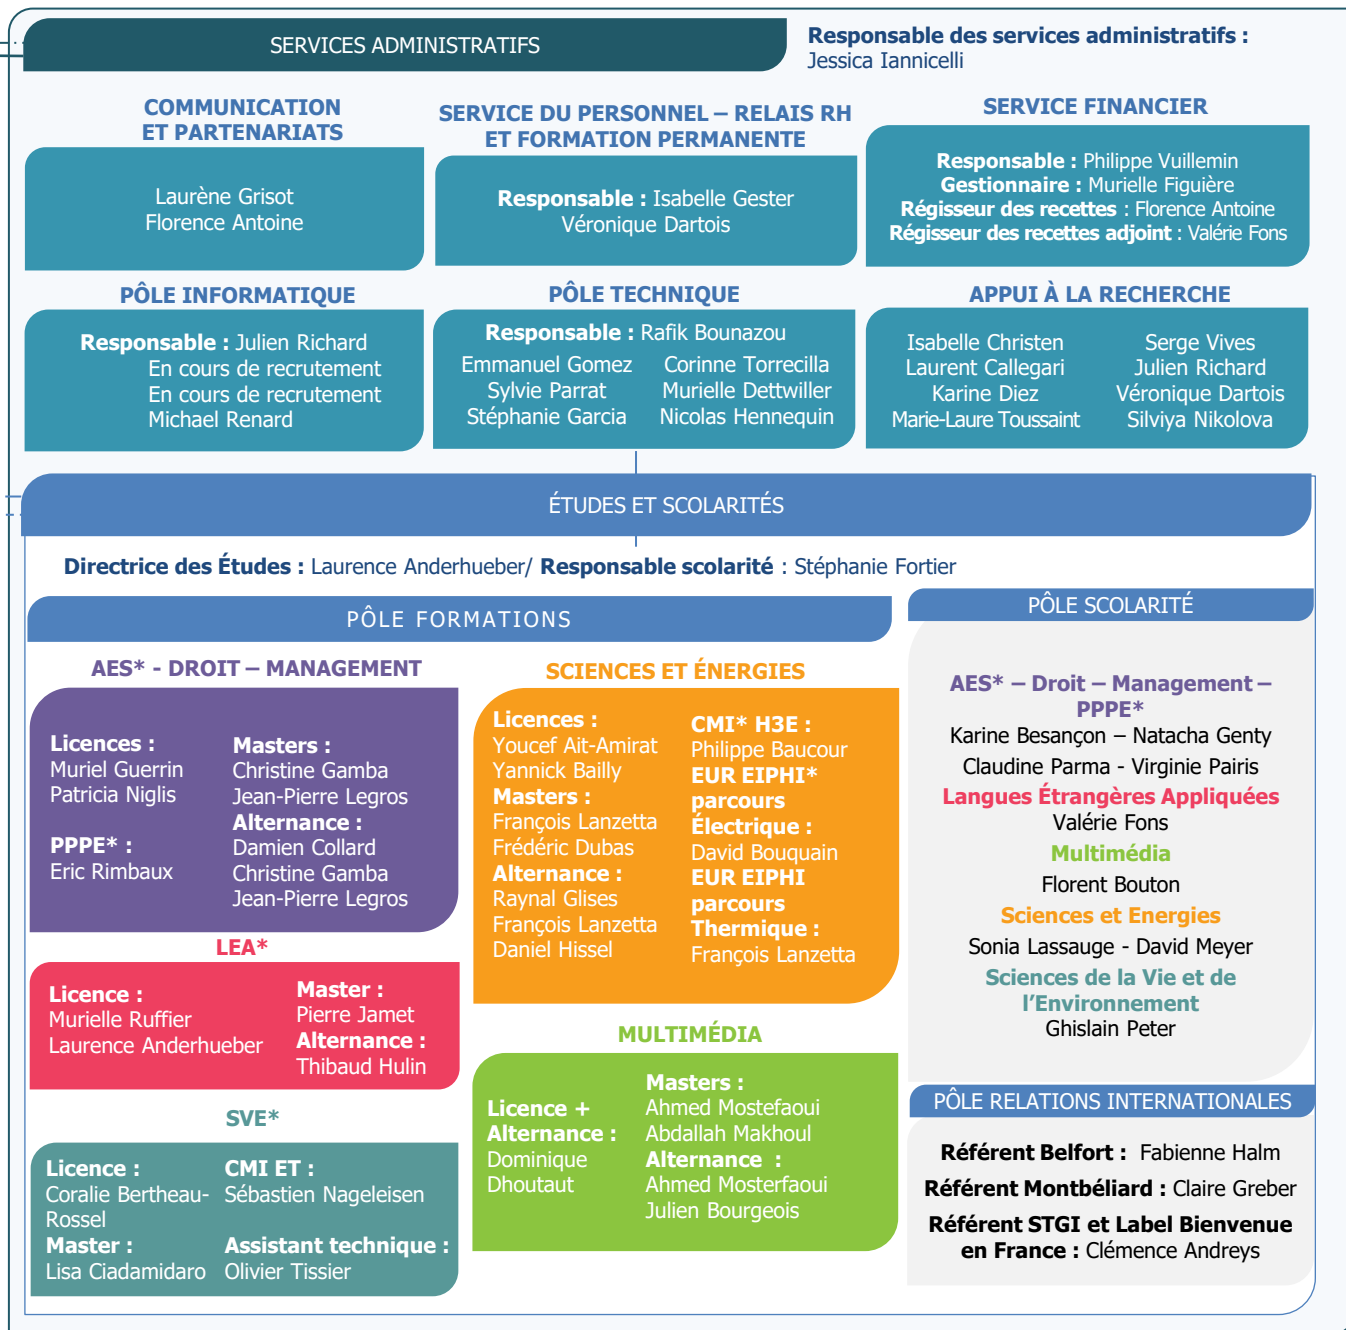 SERVICES ADMINISTRATIFS
Responsable des services administratifs :
Jessica Iannicelli
COMMUNICATION
ET PARTENARIATS
Laurène Grisot
Florence Antoine
SERVICE DU PERSONNEL – RELAIS RH
ET FORMATION PERMANENTE
Responsable : Isabelle Gester
Véronique Dartois
SERVICE FINANCIER
Responsable : Philippe Vuillemin
Gestionnaire : Murielle Figuière
Régisseur des recettes : Florence Antoine
Régisseur des recettes adjoint : Valérie Fons
PÔLE INFORMATIQUE
Responsable : Julien Richard
En cours de recrutement
En cours de recrutement
Michael Renard
PÔLE TECHNIQUE
Responsable : Rafik Bounazou
Emmanuel Gomez
Sylvie Parrat
Stéphanie Garcia
Corinne Torrecilla
Murielle Dettwiller
Nicolas Hennequin
APPUI À LA RECHERCHE
Isabelle Christen
Laurent Callegari
Karine Diez
Marie-Laure Toussaint
Serge Vives
Julien Richard
Véronique Dartois
Silviya Nikolova
ÉTUDES ET SCOLARITÉS
Directrice des Études : Laurence Anderhueber/ Responsable scolarité : Stéphanie Fortier
PÔLE FORMATIONS
AES* - DROIT – MANAGEMENT
Licences :
Muriel Guerrin
Patricia Niglis
PPPE* :
Eric Rimbaux
Masters :
Christine Gamba
Jean-Pierre Legros
Alternance :
Damien Collard
Christine Gamba
Jean-Pierre Legros
LEA*
Licence :
Murielle Ruffier
Laurence Anderhueber
Master :
Pierre Jamet
Alternance :
Thibaud Hulin
SVE*
Licence :
Coralie Bertheau-
Rossel
Master :
Lisa Ciadamidaro
CMI ET :
Sébastien Nageleisen
Assistant technique :
Olivier Tissier
SCIENCES ET ÉNERGIES
Licences :
Youcef Ait-Amirat
Yannick Bailly
Masters :
François Lanzetta
Frédéric Dubas
Alternance :
Raynal Glises
François Lanzetta
Daniel Hissel
CMI* H3E :
Philippe Baucour
EUR EIPHI*
parcours
Électrique :
David Bouquain
EUR EIPHI
parcours
Thermique :
François Lanzetta
MULTIMÉDIA
Licence +
Alternance :
Dominique
Dhoutaut
Masters :
Ahmed Mostefaoui
Abdallah Makhoul
Alternance :
Ahmed Mosterfaoui
Julien Bourgeois
PÔLE SCOLARITÉ
AES* – Droit – Management –
PPPE*
Karine Besançon – Natacha Genty
Claudine Parma - Virginie Pairis
Langues Étrangères Appliquées
Valérie Fons
Multimédia
Florent Bouton
Sciences et Energies
Sonia Lassauge - David Meyer
Sciences de la Vie et de
l’Environnement
Ghislain Peter
PÔLE RELATIONS INTERNATIONALES
Référent Belfort : Fabienne Halm
Référent Montbéliard : Claire Greber
Référent STGI et Label Bienvenue
en France : Clémence Andreys